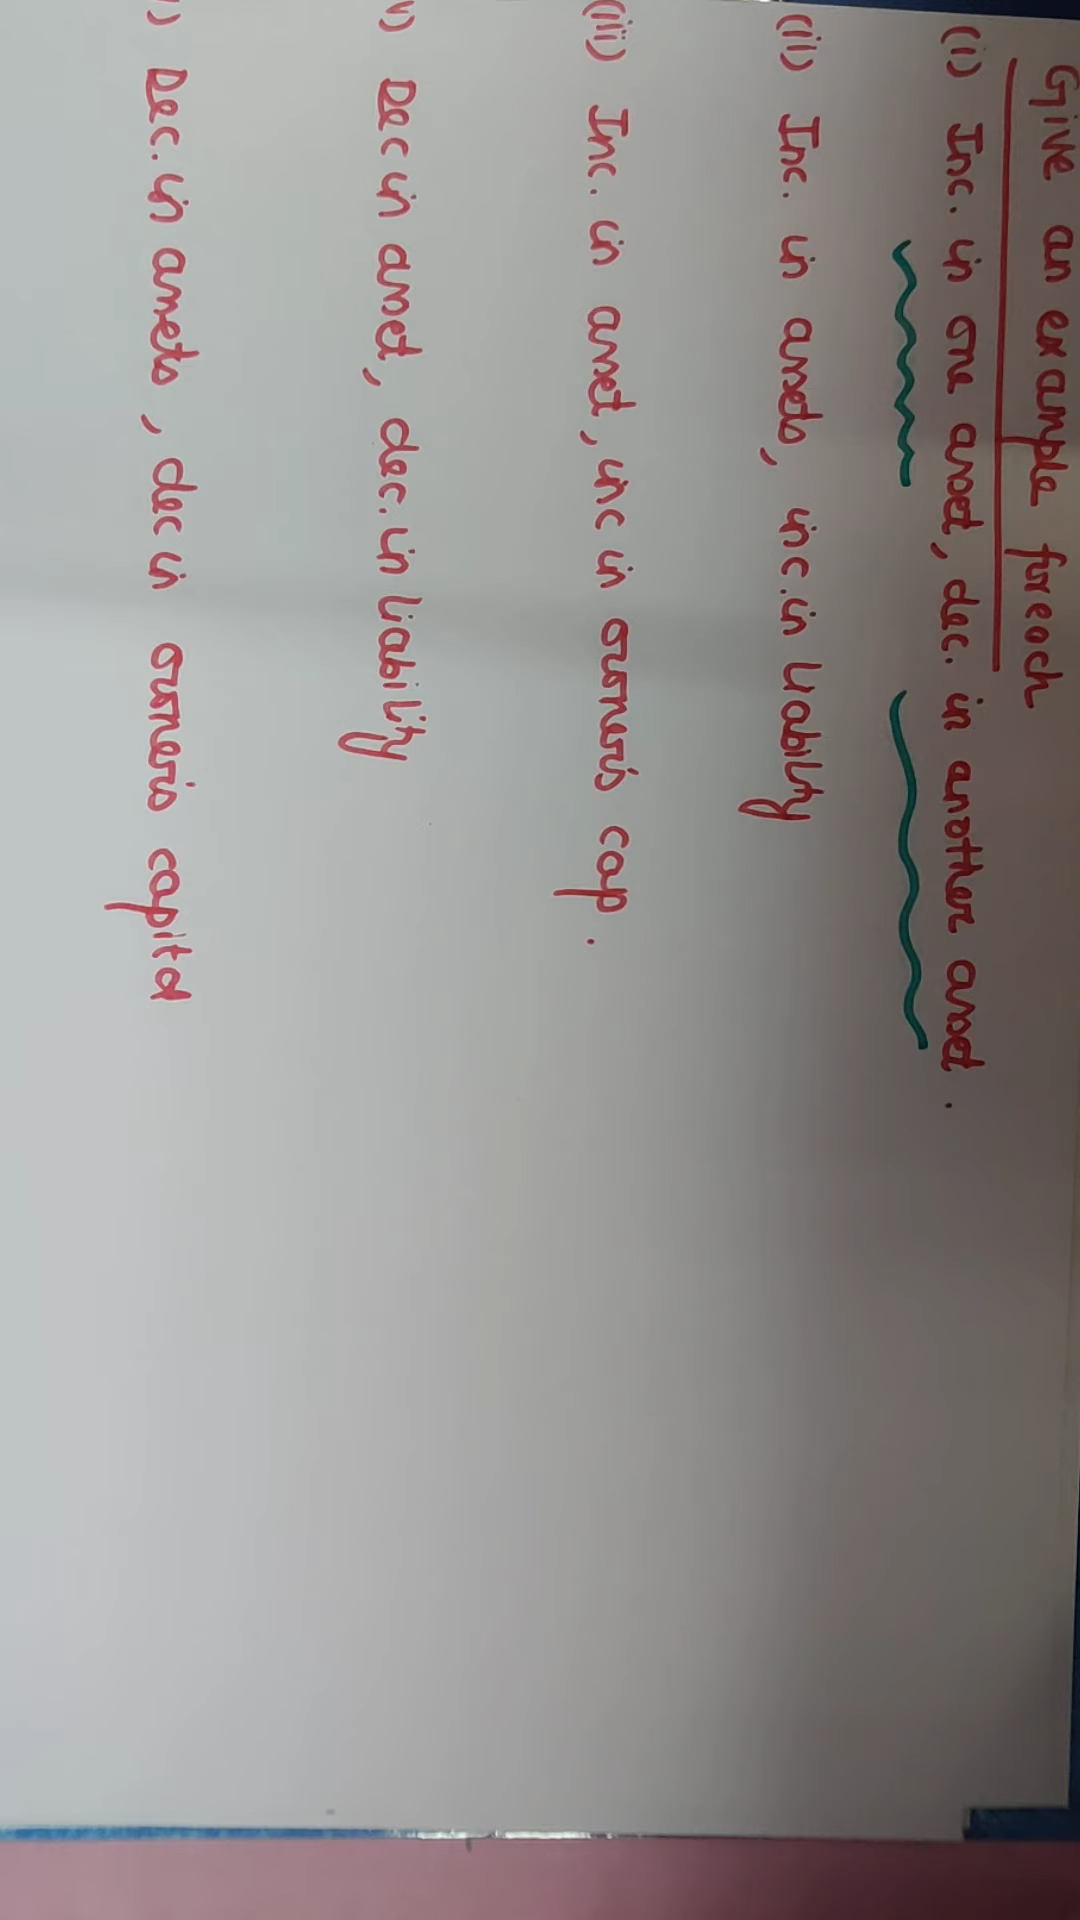 Give an example for each
(i) Inc. in one asset, dec. in another asset.
(ii) Inc. in assets, inc. in liability
(iii) Inc. in asset, inc in owner's cap.
v) Dec in asset, dec. in liability
) Dec. in assets, dec in owner's capital